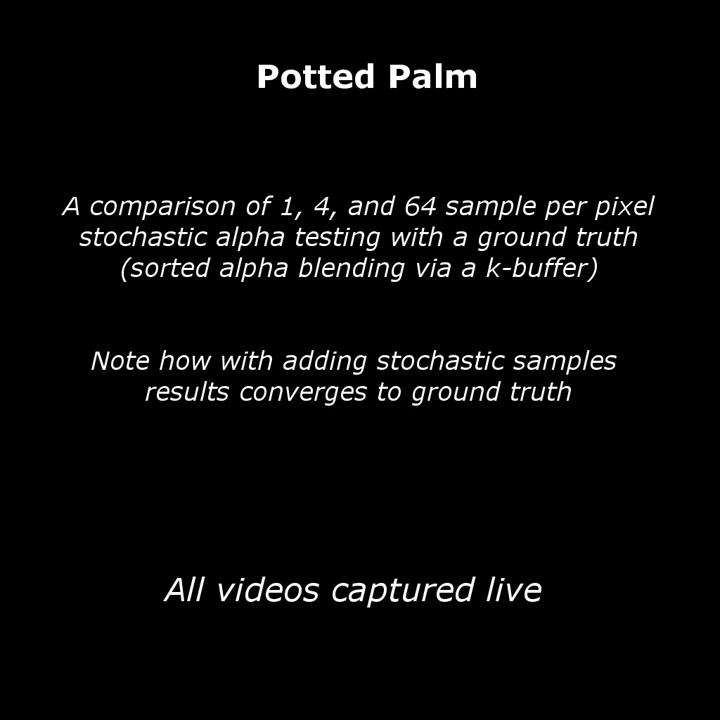 Potted Palm
A comparison of 1, 4, and 64 sample per pixel
stochastic alpha testing with a ground truth
(sorted alpha blending via a k-buffer)
Note how with adding stochastic samples
results converges to ground truth
All videos captured live